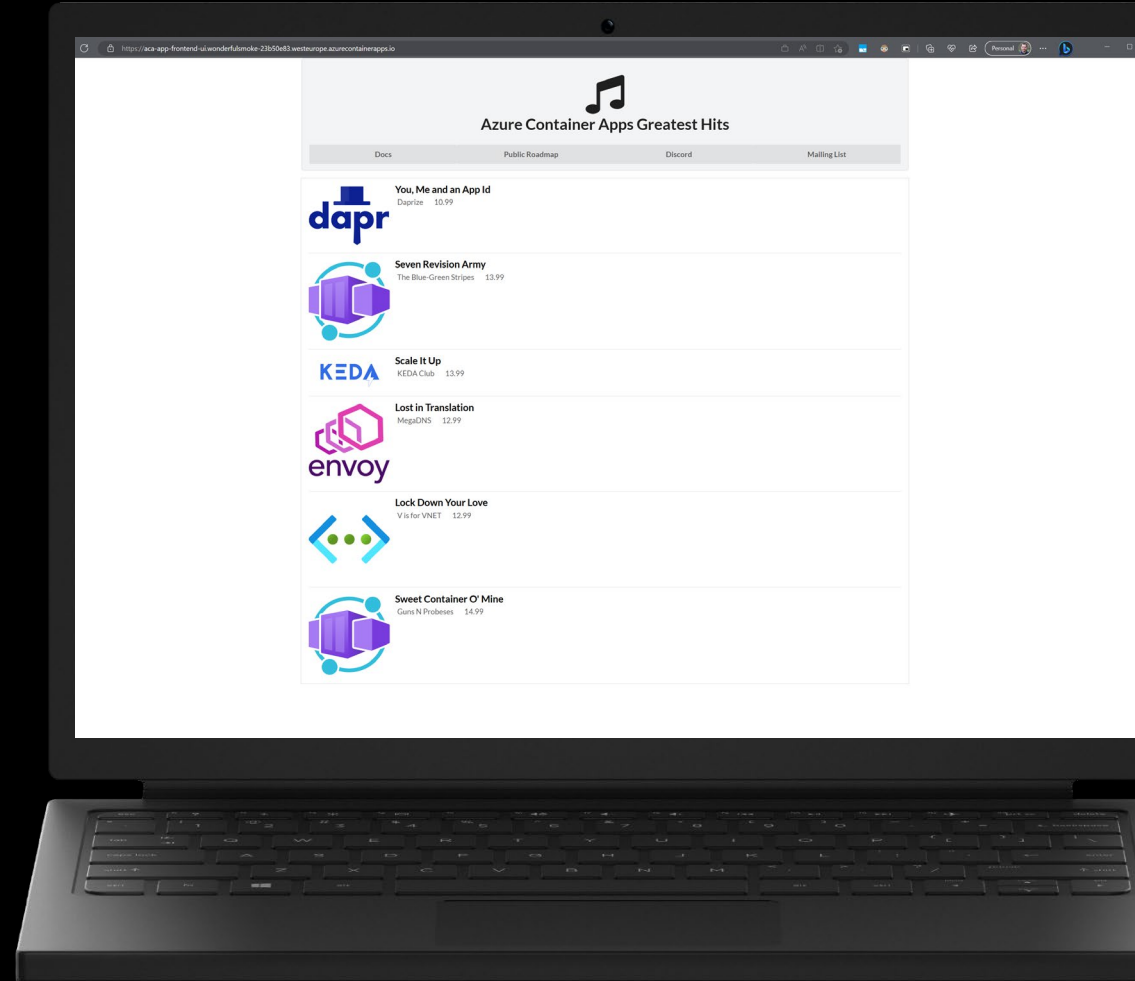 https://aca-app-frontend-ui.wonderfulsmoke-23b50e83.westeurope.azurecontainerapps.io
Personal
Azure Container Apps Greatest Hits
Docs Public Roadmap Discord Mailing List
dapr
You, Me and an App Id
Daprize 10.99
Seven Revision Army
The Blue-Green Stripes 13.99
KEDA
Scale It Up
KEDA Club 13.99
envoy
Lost in Translation
MegaDNS 12.99
Lock Down Your Love
V is for VNET 12.99
Sweet Container O' Mine
Guns N Probeses 14.99